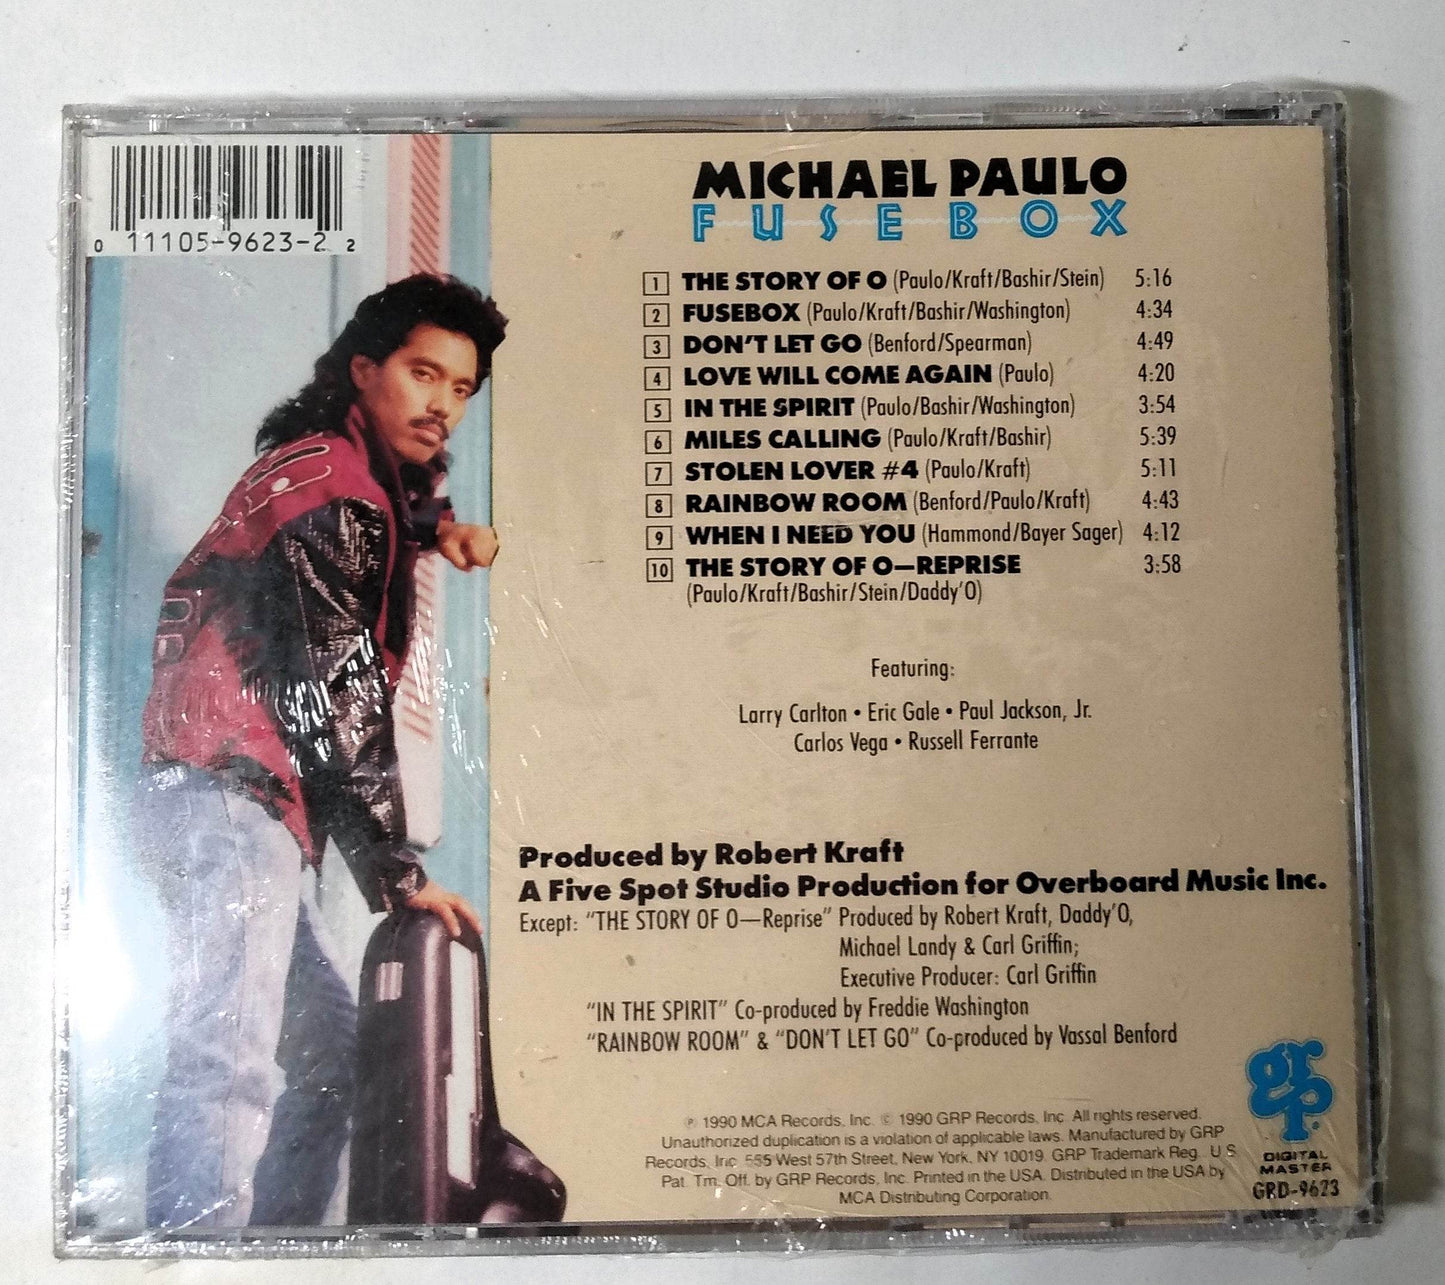 0 11105-9623-2 2
MICHAEL PAULO
FUSEBOX
1 THE STORY OF O (Paulo/Kraft/Bashir/Stein) 5:16
2 FUSEBOX (Paulo/Kraft/Bashir/Washington) 4:34
3 DON'T LET GO (Benford/Spearman) 4:49
4 LOVE WILL COME AGAIN (Paulo) 4:20
5 IN THE SPIRIT (Paulo/Bashir/Washington) 3:54
6 MILES CALLING (Paulo/Kraft/Bashir) 5:39
7 STOLEN LOVER #4 (Paulo/Kraft) 5:11
8 RAINBOW ROOM (Benford/Paulo/Kraft) 4:43
9 WHEN I NEED YOU (Hammond/Bayer Sager) 4:12
10 THE STORY OF O—REPRISE 3:58
(Paulo/Kraft/Bashir/Stein/Daddy'O)
Featuring:
Larry Carlton • Eric Gale • Paul Jackson, Jr.
Carlos Vega • Russell Ferrante
Produced by Robert Kraft
A Five Spot Studio Production for Overboard Music Inc.
Except: "THE STORY OF O—Reprise" Produced by Robert Kraft, Daddy'O,
Michael Landy & Carl Griffin;
Executive Producer: Carl Griffin
"IN THE SPIRIT" Co-produced by Freddie Washington
"RAINBOW ROOM" & "DON'T LET GO" Co-produced by Vassal Benford
℗ 1990 MCA Records, Inc. © 1990 GRP Records, Inc. All rights reserved.
Unauthorized duplication is a violation of applicable laws. Manufactured by GRP
Records, Inc. 555 West 57th Street, New York, NY 10019. GRP Trademark Reg. U.S.
Pat. Tm. Off. by GRP Records, Inc. Printed in the USA. Distributed in the USA by
MCA Distributing Corporation.
grp
DIGITAL
MASTER
GRD-9623